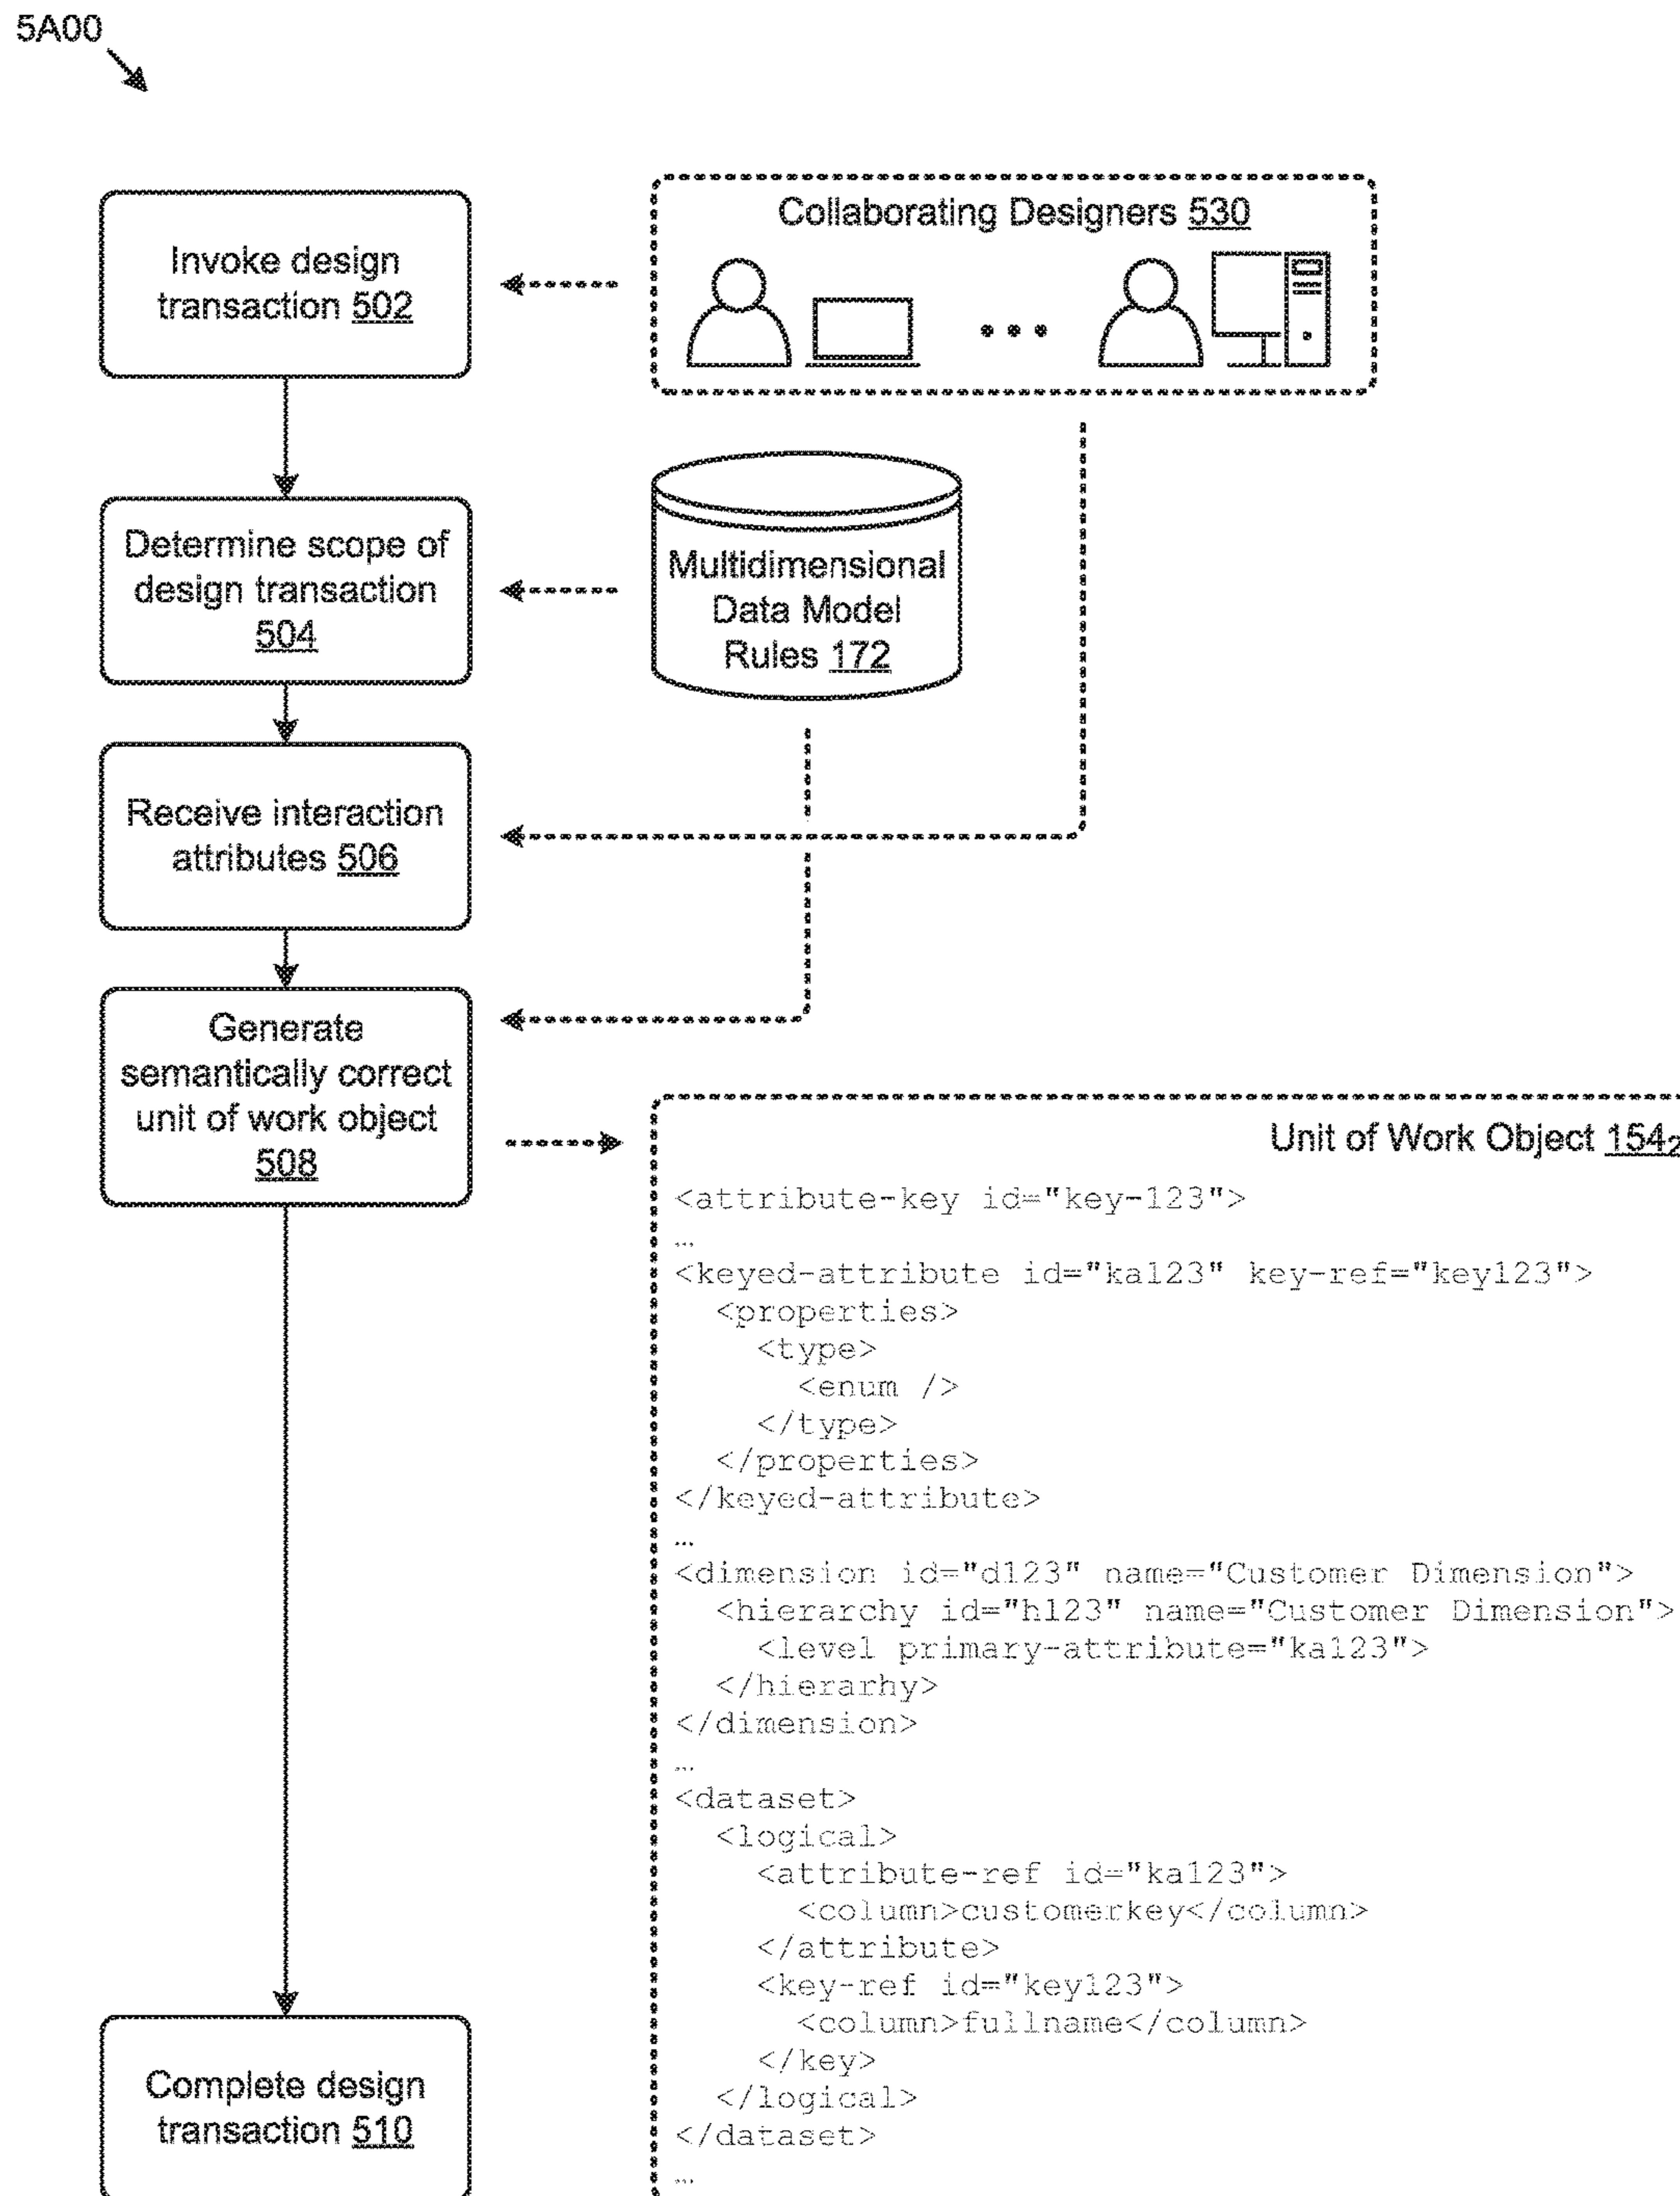 5A00
Invoke design
transaction 502
Collaborating Designers 530
Determine scope of
design transaction
504
Multidimensional
Data Model
Rules 172
Receive interaction
attributes 506
Generate
semantically correct
unit of work object
508
Unit of Work Object 154₂
<attribute-key id="key-123">
...
<keyed-attribute id="ka123" key-ref="key123">
<properties>
<type>
<enum />
</type>
</properties>
</keyed-attribute>
...
<dimension id="d123" name="Customer Dimension">
<hierarchy id="h123" name="Customer Dimension">
<level primary-attribute="ka123">
</hierarhy>
</dimension>
...
<dataset>
<logical>
<attribute-ref id="ka123">
<column>customerkey</column>
</attribute>
<key-ref id="key123">
<column>fullname</column>
</key>
</logical>
</dataset>
...
Complete design
transaction 510